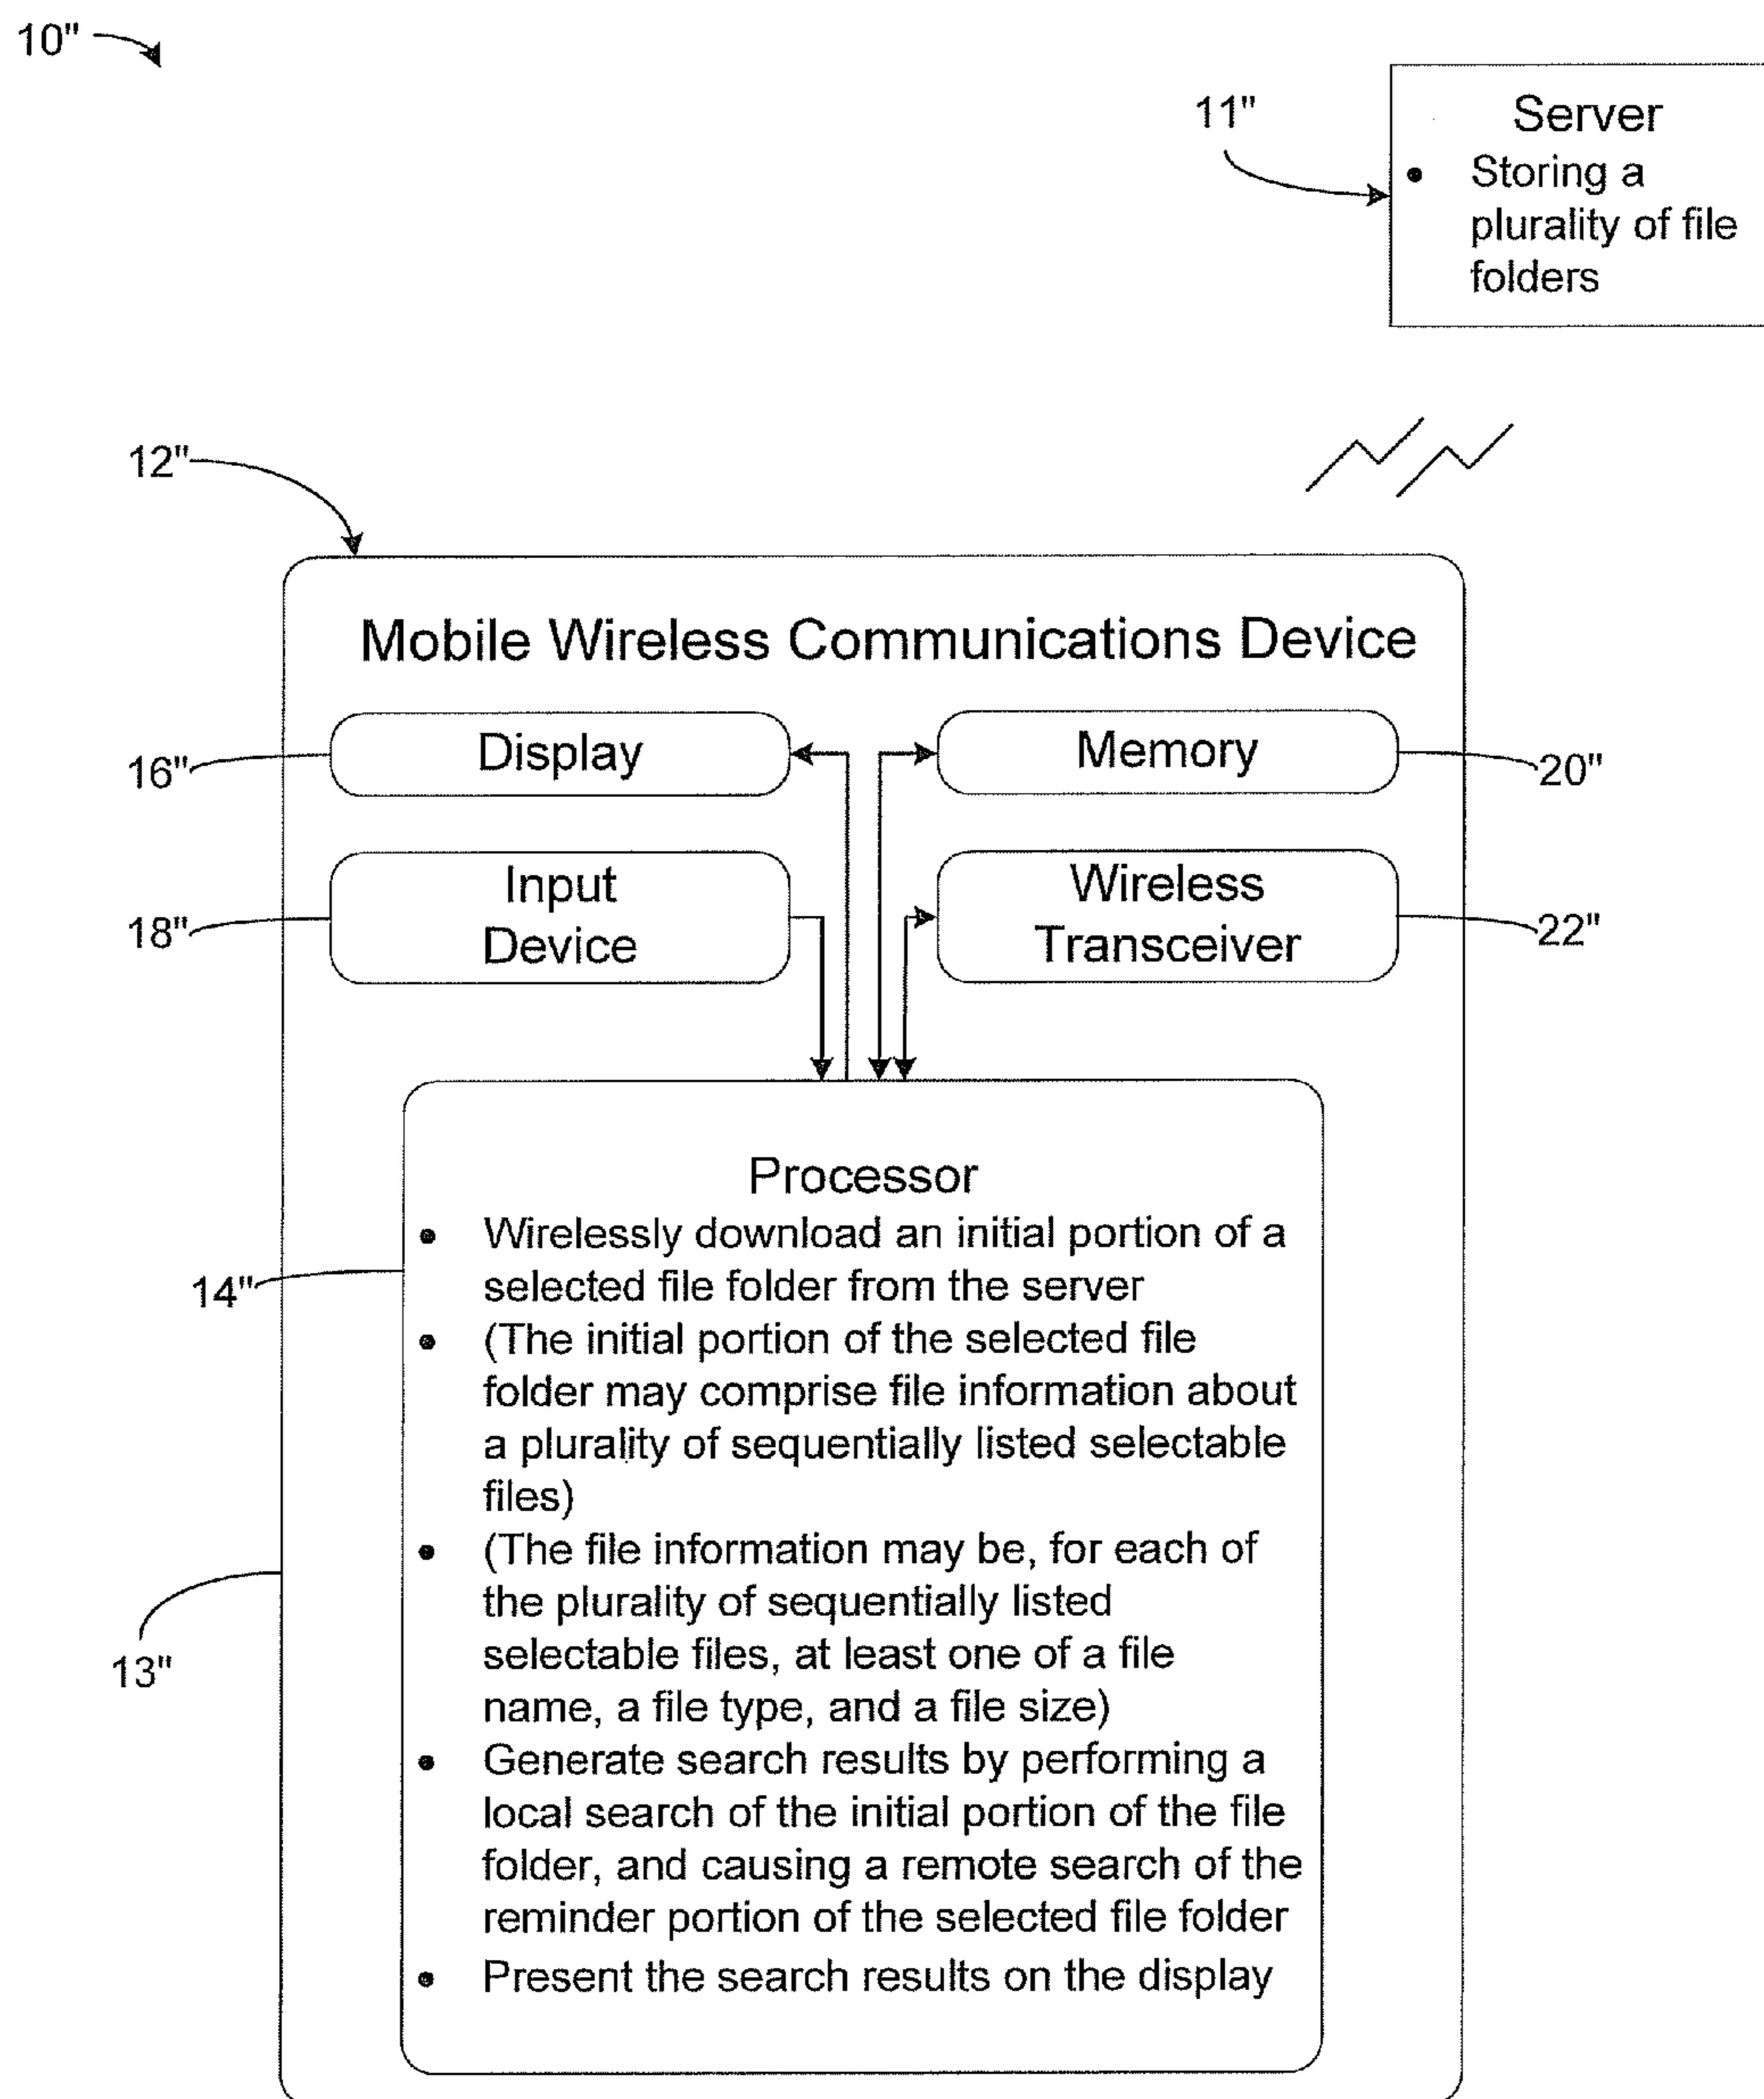 10"
11"
Server
• Storing a
plurality of file
folders
12"
Mobile Wireless Communications Device
Display
Memory
16"
20"
Input
Device
Wireless
Transceiver
18"
22"
Processor
• Wirelessly download an initial portion of a
selected file folder from the server
14"
• (The initial portion of the selected file
folder may comprise file information about
a plurality of sequentially listed selectable
files)
• (The file information may be, for each of
the plurality of sequentially listed
selectable files, at least one of a file
name, a file type, and a file size)
13"
• Generate search results by performing a
local search of the initial portion of the file
folder, and causing a remote search of the
reminder portion of the selected file folder
• Present the search results on the display